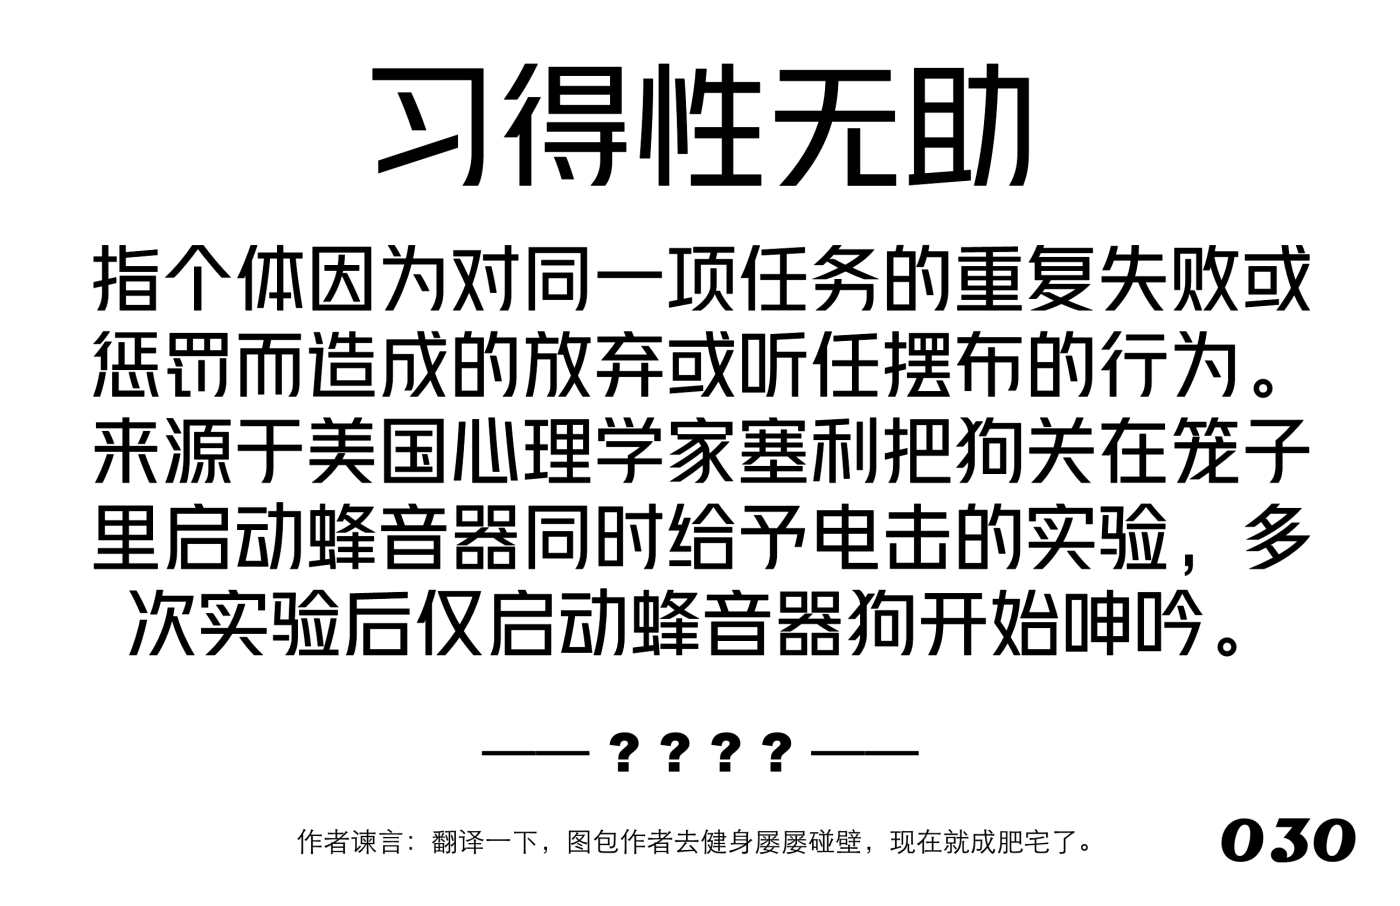 习得性无助
指个体因为对同一项任务的重复失败或
惩罚而造成的放弃或听任摆布的行为。
来源于美国心理学家塞利把狗关在笼子
里启动蜂音器同时给予电击的实验，多
次实验后仅启动蜂音器狗开始呻吟。
——？？？？——
作者谏言：翻译一下，图包作者去健身屡屡碰壁，现在就成肥宅了。
030